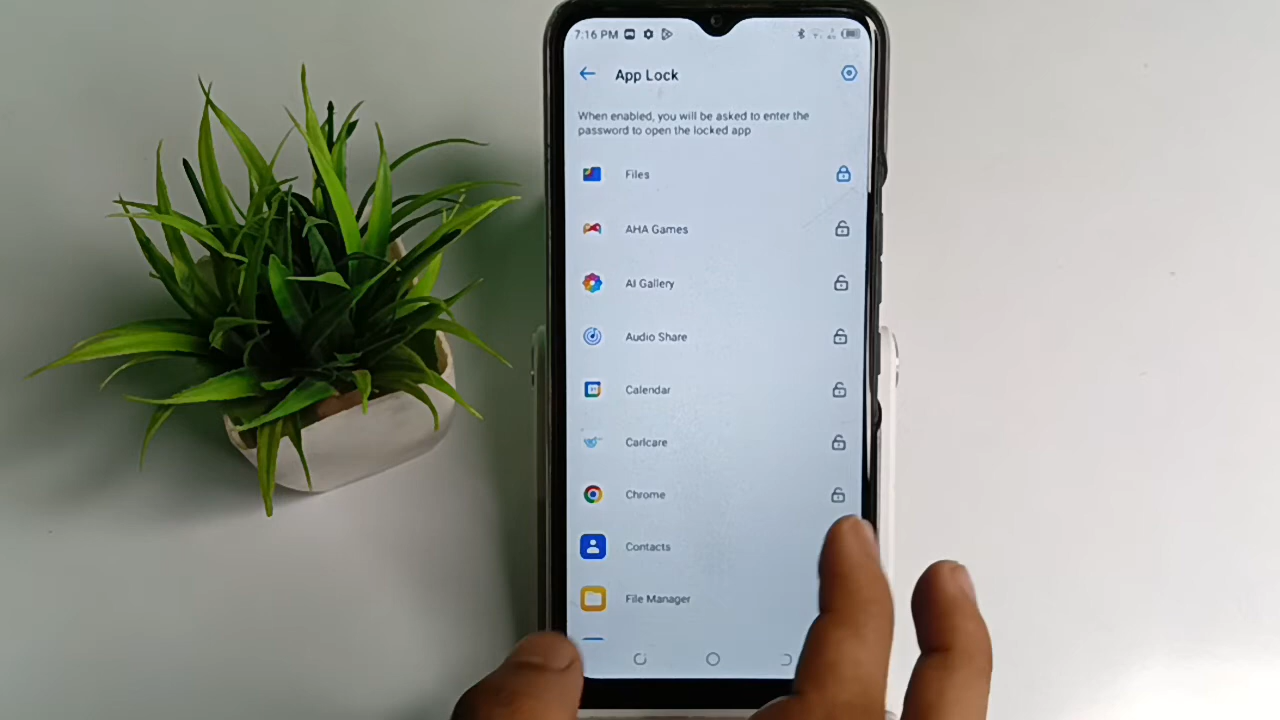 7:16 PM
App Lock
When enabled, you will be asked to enter the
password to open the locked app
Files
AHA Games
AI Gallery
Audio Share
Calendar
Carlcare
Chrome
Contacts
File Manager